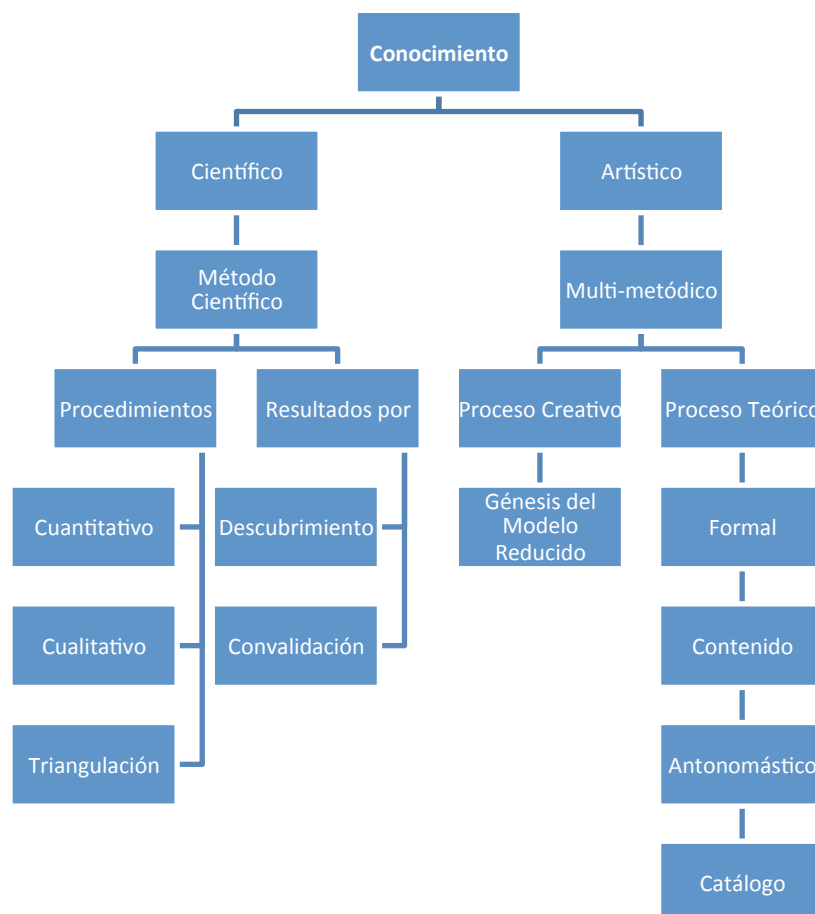 Conocimiento
Científico
Artístico
Método
Científico
Multi-metódico
Procedimientos
Resultados por
Proceso Creativo
Proceso Teórico
Cuantitativo
Descubrimiento
Génesis del
Modelo
Reducido
Formal
Cualitativo
Convalidación
Contenido
Triangulación
Antonomástico
Catálogo